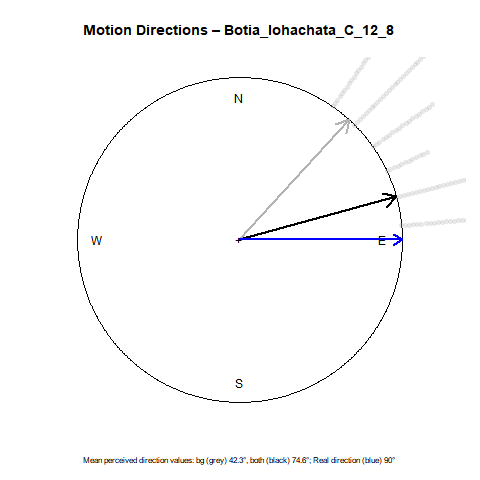 Motion Directions – Botia_lohachata_C_12_8
N
W
E
S
Mean perceived direction values: bg (grey) 42.3°, both (black) 74.6°; Real direction (blue) 90°